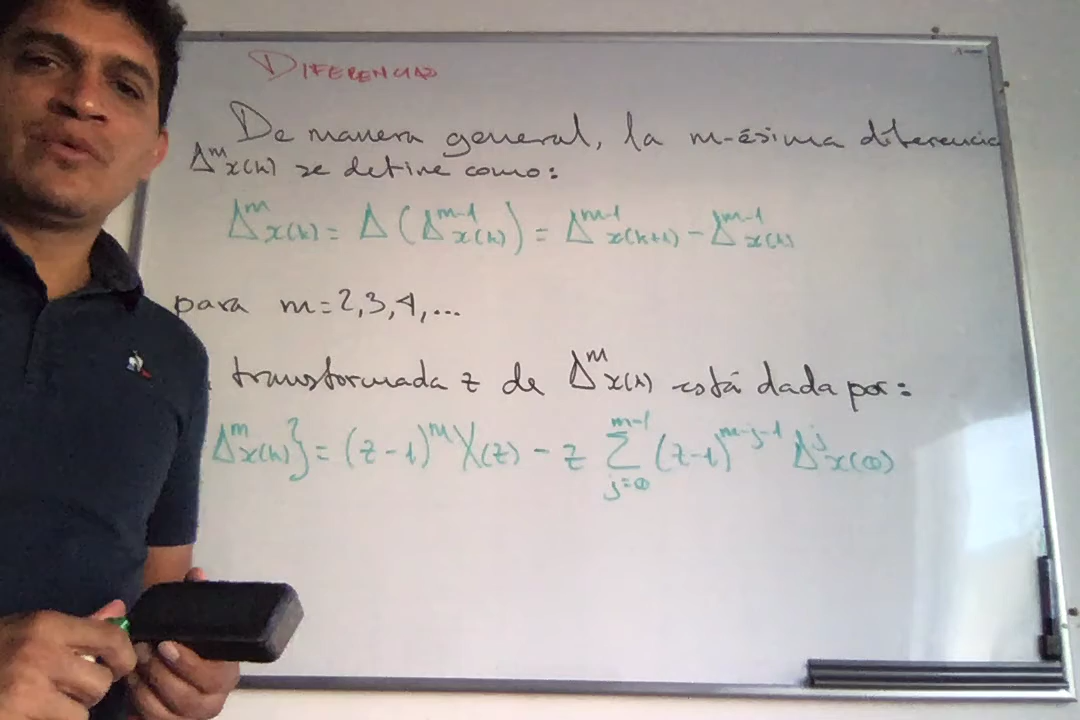 DIFERENCIAS
De manera general, la m-ésima diferencia
Δ^m x(k) se define como:
Δ^m x(k) = Δ(Δ^{m-1} x(k)) = Δ^{m-1} x(k+1) - Δ^{m-1} x(k)
para m=2,3,4,...
transformada z de Δ^m x(k) está dada por:
Δ^m x(k)} = (z-1)^m X(z) - z Σ_{j=0}^{m-1} (z-1)^{m-j-1} Δ^j x(0)